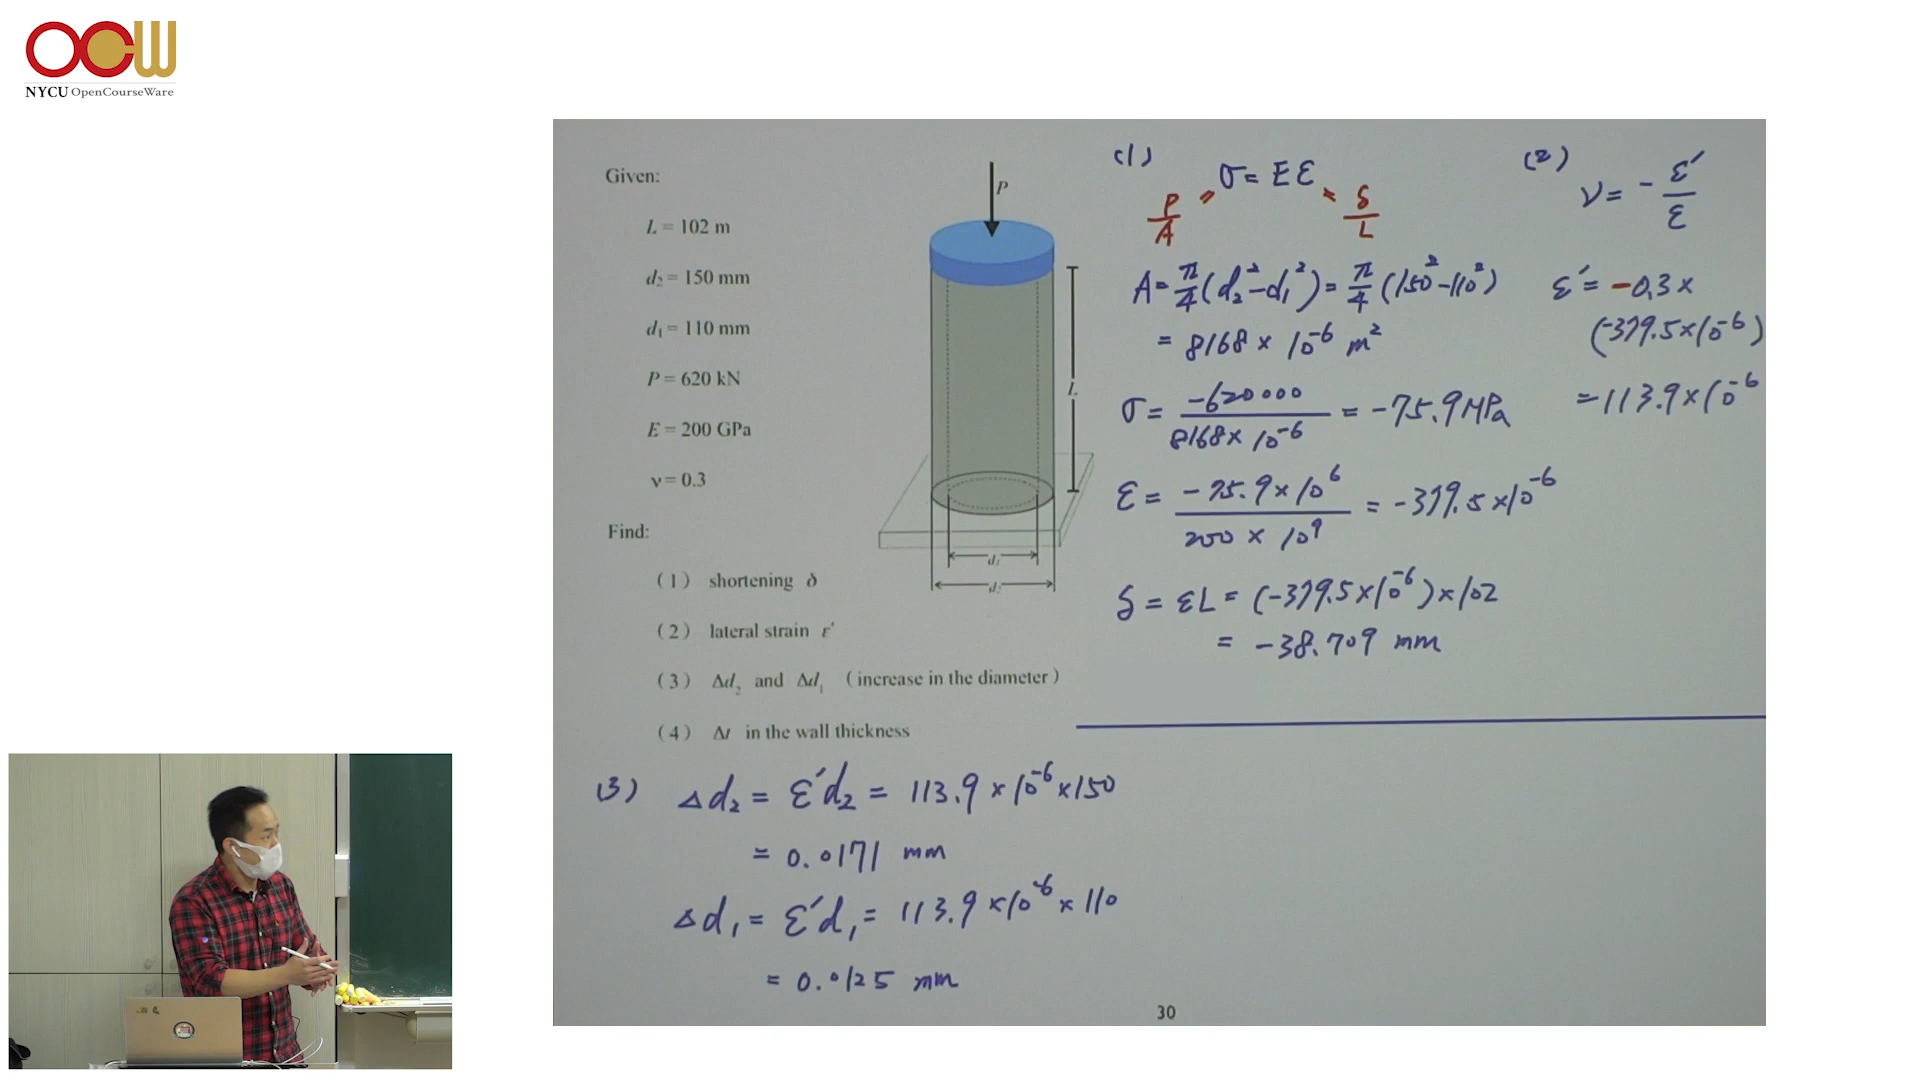 OCW
NYCU OpenCourseWare
Given:
L = 102 m
d₂ = 150 mm
d₁ = 110 mm
P = 620 kN
E = 200 GPa
ν = 0.3
Find:
(1) shortening δ
(2) lateral strain ε′
(3) Δd₂ and Δd₁ (increase in the diameter)
(4) Δt in the wall thickness
P
L
d₁
d₂
(1)
σ = Eε
P/A = = δ/L
A = π/4 (d₂² - d₁²) = π/4 (150² - 110²)
= 8168 × 10⁻⁶ m²
σ = -620000 / 8168 × 10⁻⁶ = -75.9 MPa
ε = -75.9 × 10⁶ / 200 × 10⁹ = -379.5 × 10⁻⁶
δ = εL = (-379.5 × 10⁻⁶) × 102
= -38.709 mm
(2)
ν = - ε′/ε
ε′ = -0.3 ×
(-379.5 × 10⁻⁶)
= 113.9 × 10⁻⁶
(3) Δd₂ = ε′d₂ = 113.9 × 10⁻⁶ × 150
= 0.0171 mm
Δd₁ = ε′d₁ = 113.9 × 10⁻⁶ × 110
= 0.0125 mm
30